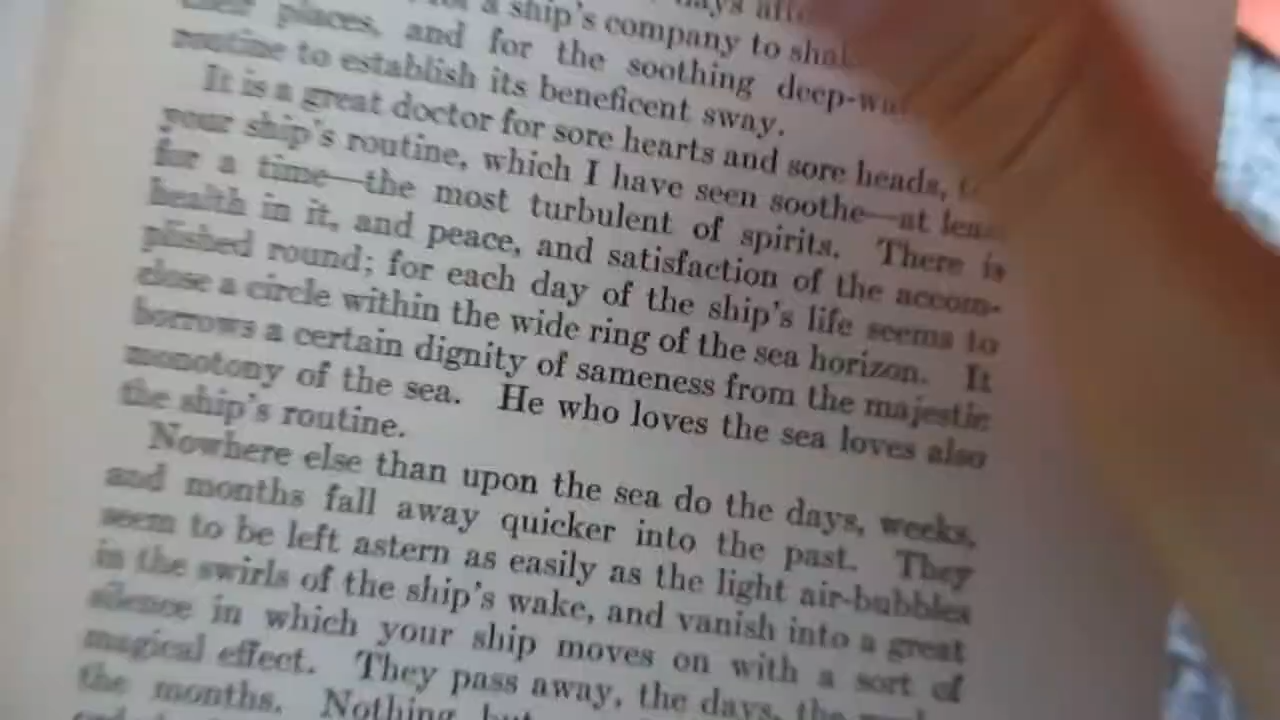 days
a ship's company to
places, and for the soothing
routine to establish its beneficent sway.
It is a great doctor for sore hearts and sore heads,
your ship's routine, which I have seen soothe—at
for a time—the most turbulent of spirits. There is
health in it, and peace, and satisfaction of the accom-
plished round; for each day of the ship's life seems to
close a circle within the wide ring of the sea horizon. It
borrows a certain dignity of sameness from the majestic
monotony of the sea. He who loves the sea loves also
the ship's routine.
Nowhere else than upon the sea do the days, weeks,
and months fall away quicker into the past. They
seem to be left astern as easily as the light air-bubbles
in the swirls of the ship's wake, and vanish into a great
silence in which your ship moves on with a sort of
magical effect. They pass away, the days, the
the months. Nothing